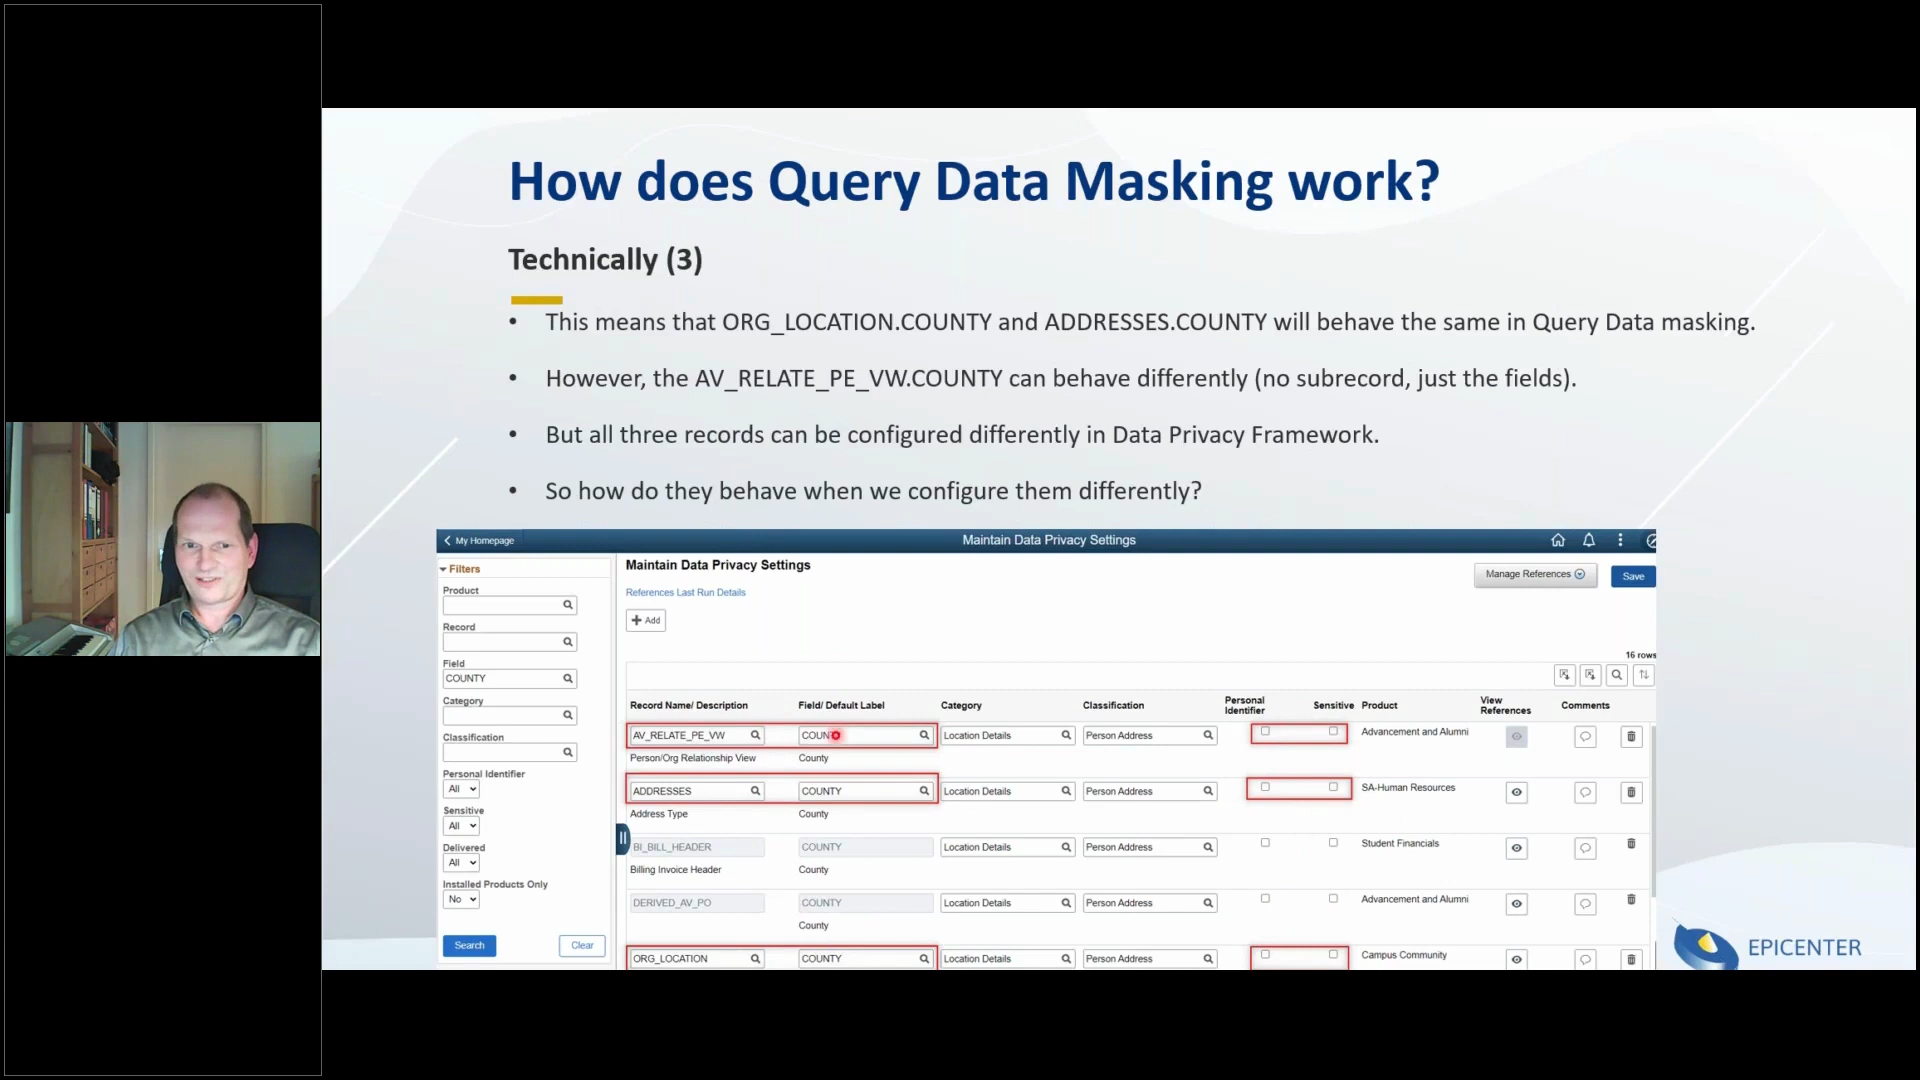 How does Query Data Masking work?
Technically (3)
• This means that ORG_LOCATION.COUNTY and ADDRESSES.COUNTY will behave the same in Query Data masking.
• However, the AV_RELATE_PE_VW.COUNTY can behave differently (no subrecord, just the fields).
• But all three records can be configured differently in Data Privacy Framework.
• So how do they behave when we configure them differently?
My Homepage
Maintain Data Privacy Settings
Filters
Product
Record
Field
COUNTY
Category
Classification
Personal Identifier
All
Sensitive
All
Delivered
All
Installed Products Only
No
Search Clear
Maintain Data Privacy Settings
Manage References Save
References Last Run Details
Add
16 rows
Record Name/ Description Field/ Default Label Category Classification Personal Identifier Sensitive Product View References Comments
AV_RELATE_PE_VW Location Details Person Address Advancement and Alumni
Person/Org Relationship View County
ADDRESSES COUNTY Location Details Person Address SA-Human Resources
Address Type County
BI_BILL_HEADER COUNTY Location Details Person Address Student Financials
Billing Invoice Header County
DERIVED_AV_PO COUNTY Location Details Person Address Advancement and Alumni
County
ORG_LOCATION COUNTY Location Details Person Address Campus Community
EPICENTER